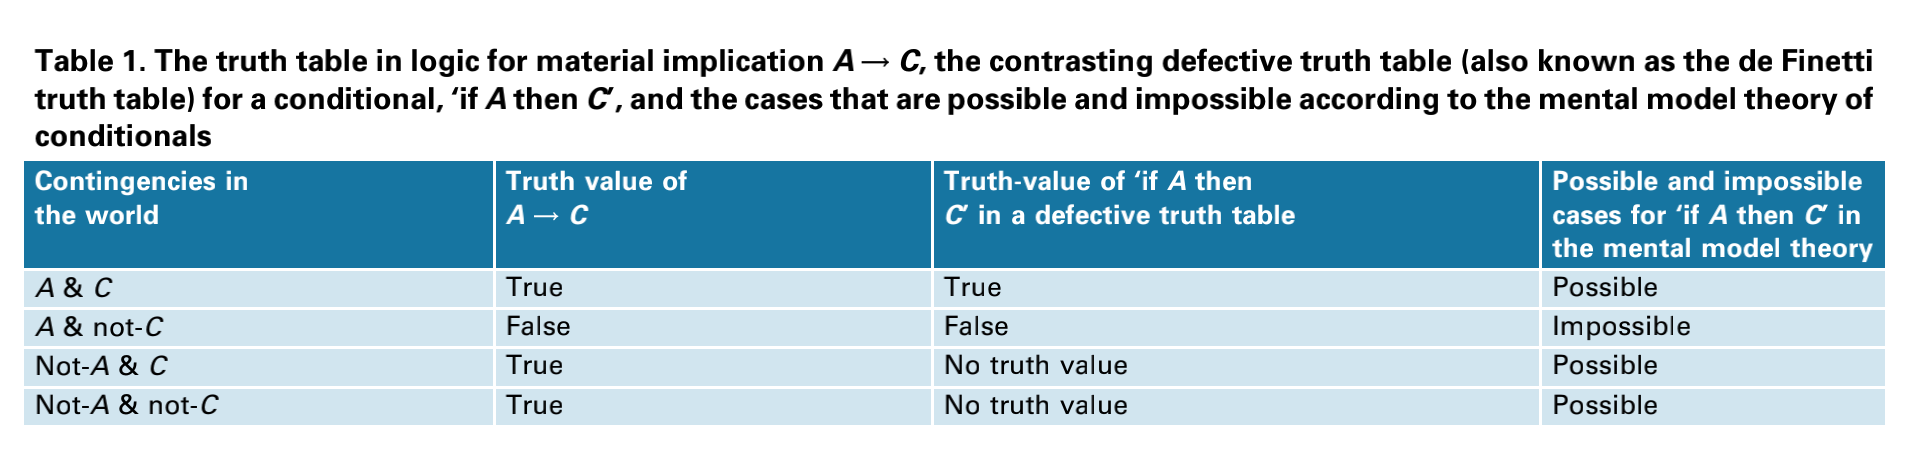 Table 1. The truth table in logic for material implication A → C, the contrasting defective truth table (also known as the de Finetti
truth table) for a conditional, ‘if A then C’, and the cases that are possible and impossible according to the mental model theory of
conditionals
Contingencies in
the world
Truth value of
A → C
Truth-value of ‘if A then
C’ in a defective truth table
Possible and impossible
cases for ‘if A then C’ in
the mental model theory
A & C True True Possible
A & not-C False False Impossible
Not-A & C True No truth value Possible
Not-A & not-C True No truth value Possible